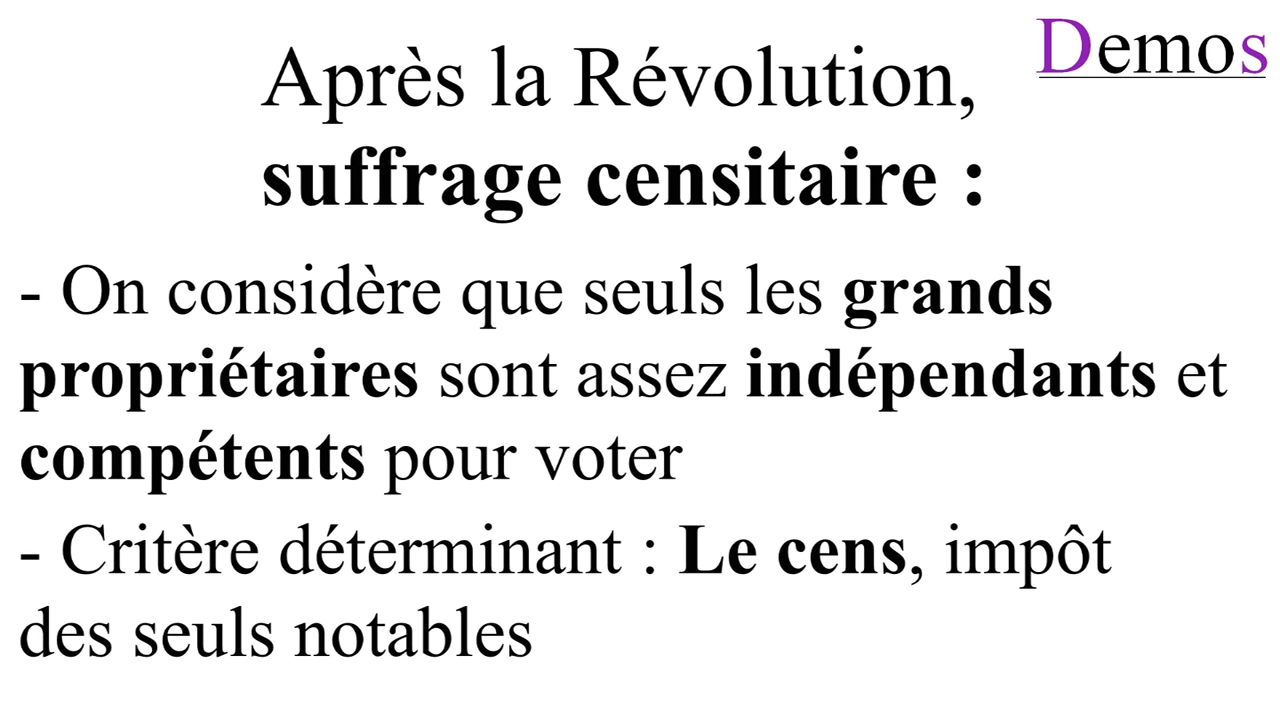 Demos
Après la Révolution,
suffrage censitaire :
- On considère que seuls les grands
propriétaires sont assez indépendants et
compétents pour voter
- Critère déterminant : Le cens, impôt
des seuls notables